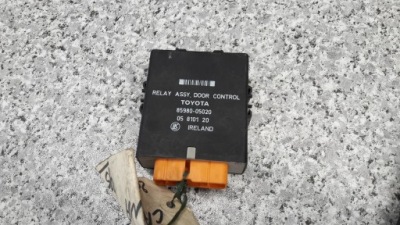 RELAY ASSY, DOOR CONTROL
TOYOTA
85980-05020
05 8101 20
IRELAND